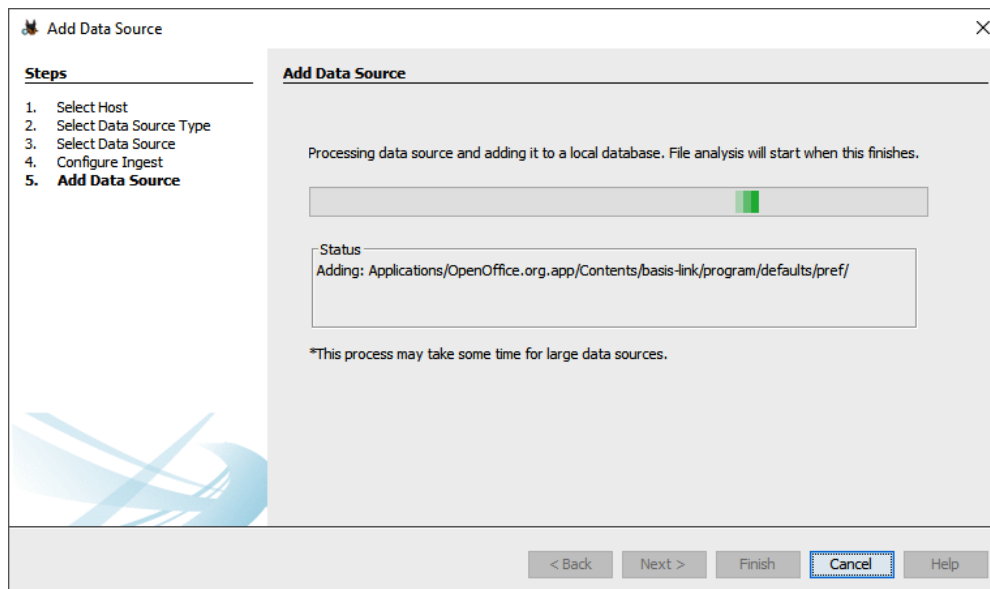 Add Data Source
Steps
1. Select Host
2. Select Data Source Type
3. Select Data Source
4. Configure Ingest
5. Add Data Source
Add Data Source
Processing data source and adding it to a local database. File analysis will start when this finishes.
Status
Adding: Applications/OpenOffice.org.app/Contents/basis-link/program/defaults/pref/
*This process may take some time for large data sources.
< Back Next > Finish Cancel Help